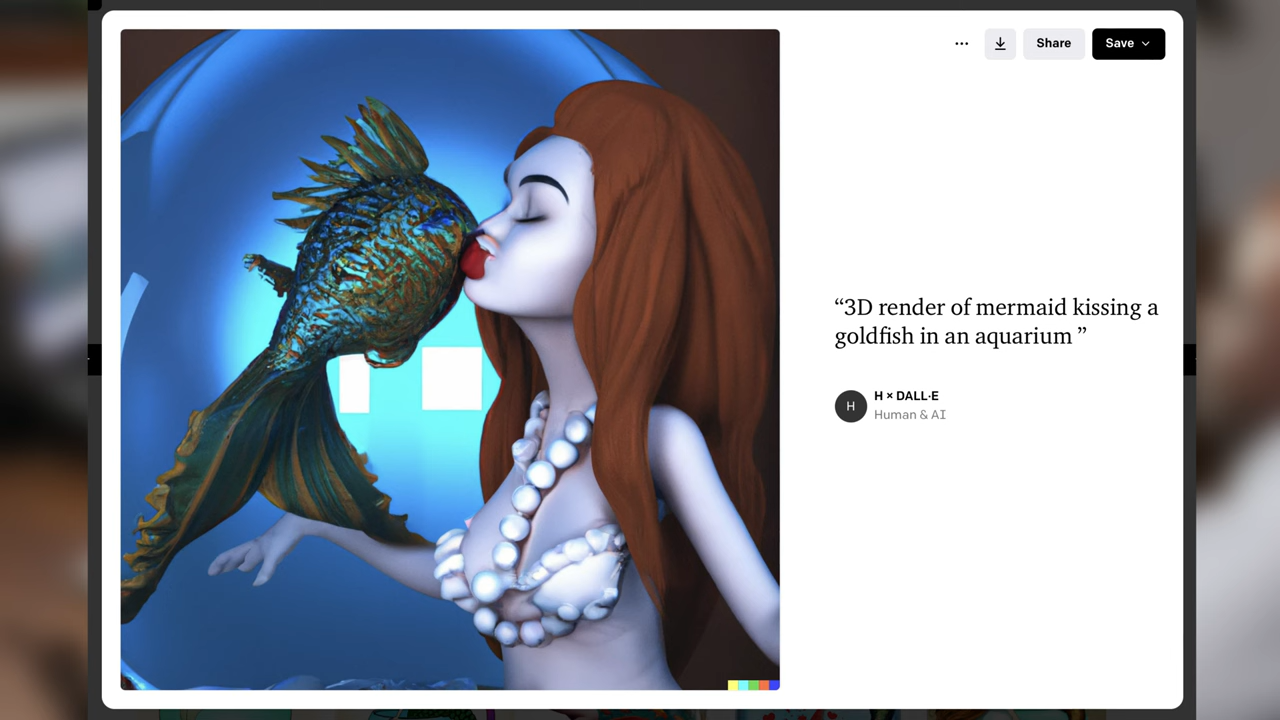 Share
Save
“3D render of mermaid kissing a
goldfish in an aquarium ”
H
H × DALL·E
Human & AI